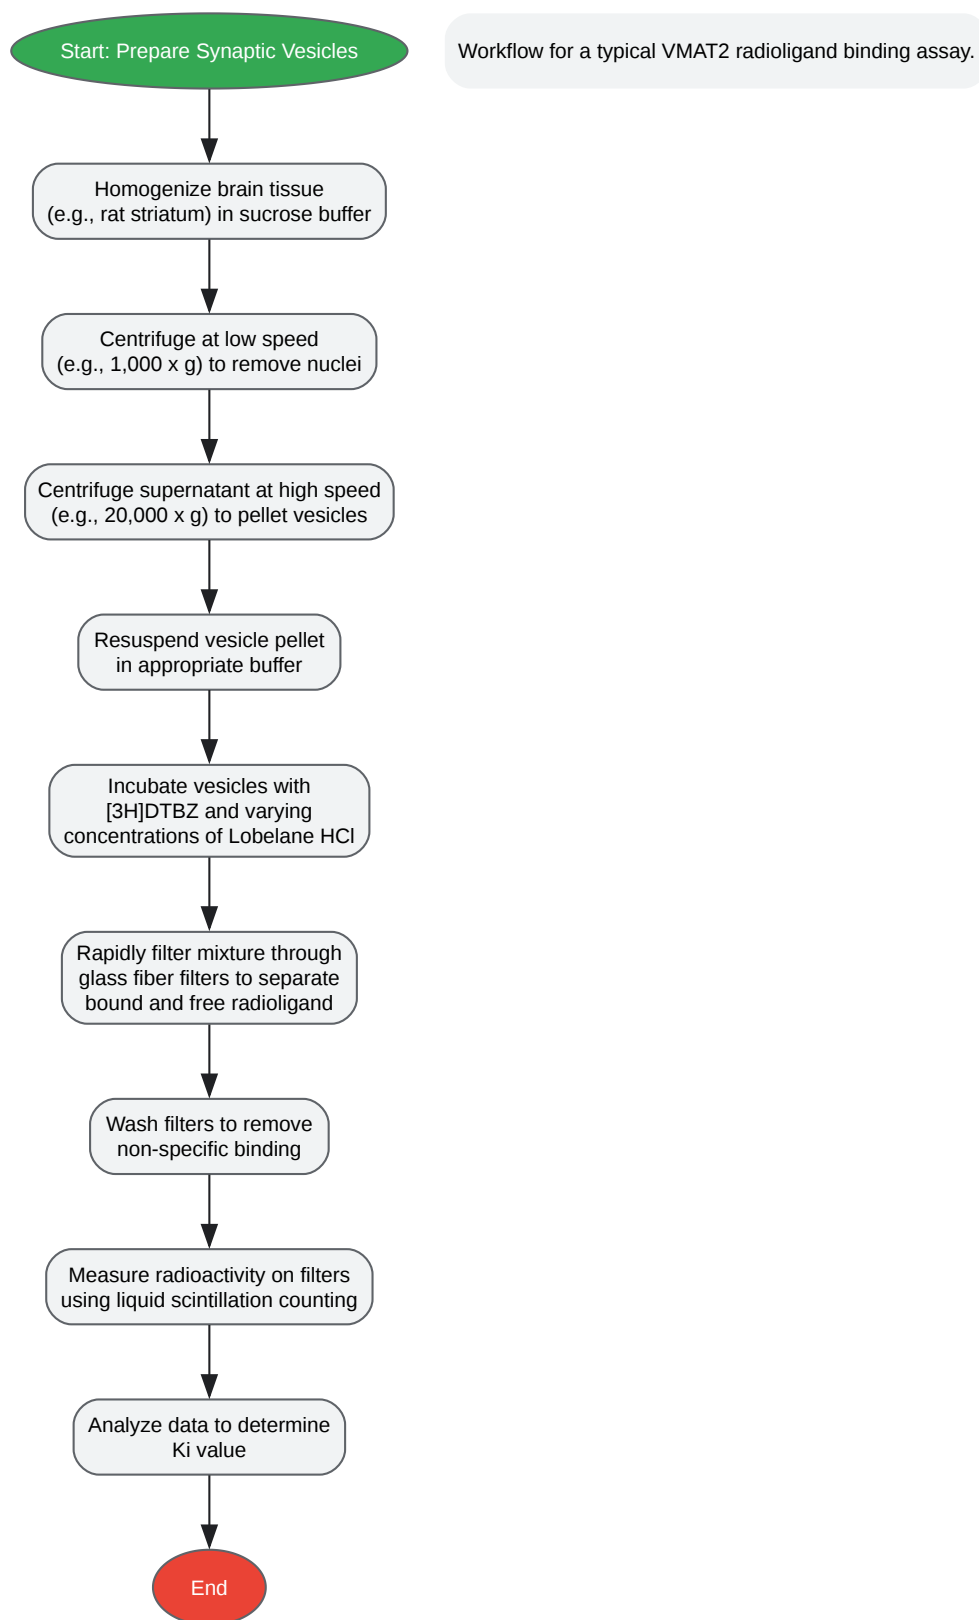 Start: Prepare Synaptic Vesicles
Workflow for a typical VMAT2 radioligand binding assay.
Homogenize brain tissue
(e.g., rat striatum) in sucrose buffer
Centrifuge at low speed
(e.g., 1,000 x g) to remove nuclei
Centrifuge supernatant at high speed
(e.g., 20,000 x g) to pellet vesicles
Resuspend vesicle pellet
in appropriate buffer
Incubate vesicles with
[3H]DTBZ and varying
concentrations of Lobelane HCl
Rapidly filter mixture through
glass fiber filters to separate
bound and free radioligand
Wash filters to remove
non-specific binding
Measure radioactivity on filters
using liquid scintillation counting
Analyze data to determine
Ki value
End